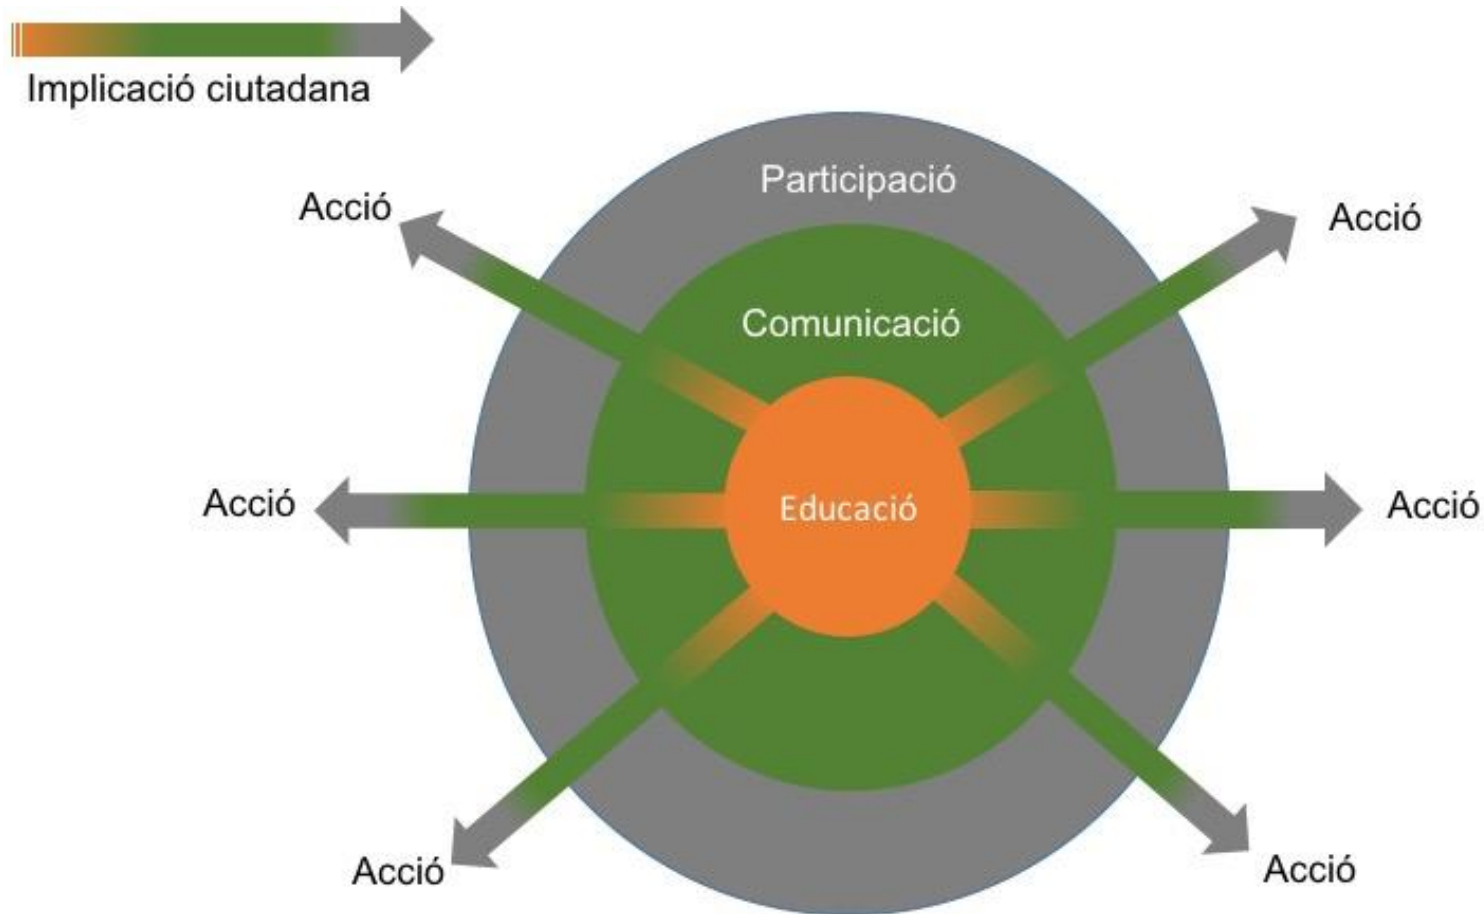 Implicació ciutadana
Participació
Acció
Acció
Comunicació
Acció
Educació
Acció
Acció
Acció